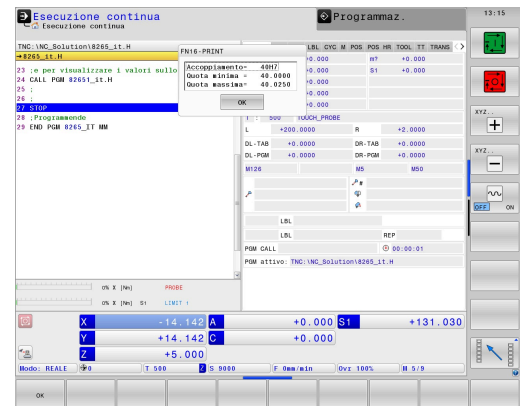 Esecuzione continua
Esecuzione continua
Programmaz.
13:15
TNC:\NC_Solution\8265_it.H
→8265_it.H
23 ;e per visualizzare i valori sullo
24 CALL PGM 82651_it.H
25 ;
26 ;
27 STOP
28 ;Programmende
29 END PGM 8265_IT MM
FN16-PRINT
Accoppiamento= 40H7
Quota minima = 40.0000
Quota massima= 40.0250
OK
LBL CYC M POS POS HR TOOL TT TRANS
+0.000 m? +0.000
+0.000 S1 +0.000
+0.000
+0.000
+0.000
T : 500 TOUCH_PROBE
L +200.0000 R +2.0000
DL-TAB +0.0000 DR-TAB +0.0000
DL-PGM +0.0000 DR-PGM +0.0000
M126 M5 M50
#
LBL
LBL REP
PGM CALL 00:00:01
PGM attivo: TNC:\NC_Solution\8265_it.H
0% X [Nm] PROBE
0% X [Nm] S1 LIMIT 1
X -14.142 A +0.000 S1 +131.030
Y +14.142 C +0.000
Z +5.000
Modo: REALE 0 T 500 Z S 9000 F 0mm/min Ovr 100% M 5/9
OK
XYZ..
XYZ..
OFF ON